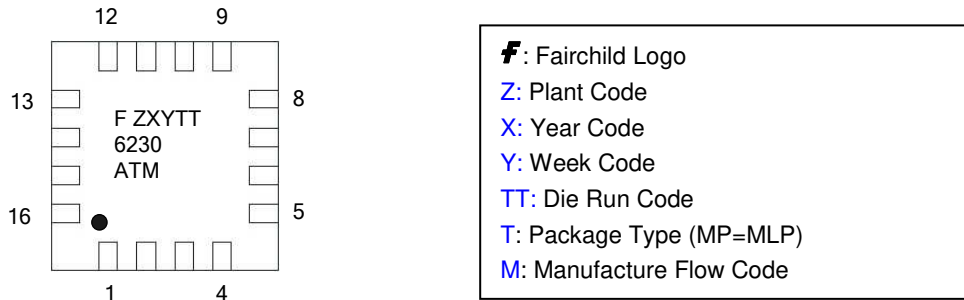 12 9
13
8
F ZXYTT
6230
ATM
16
5
1 4
F: Fairchild Logo
Z: Plant Code
X: Year Code
Y: Week Code
TT: Die Run Code
T: Package Type (MP=MLP)
M: Manufacture Flow Code